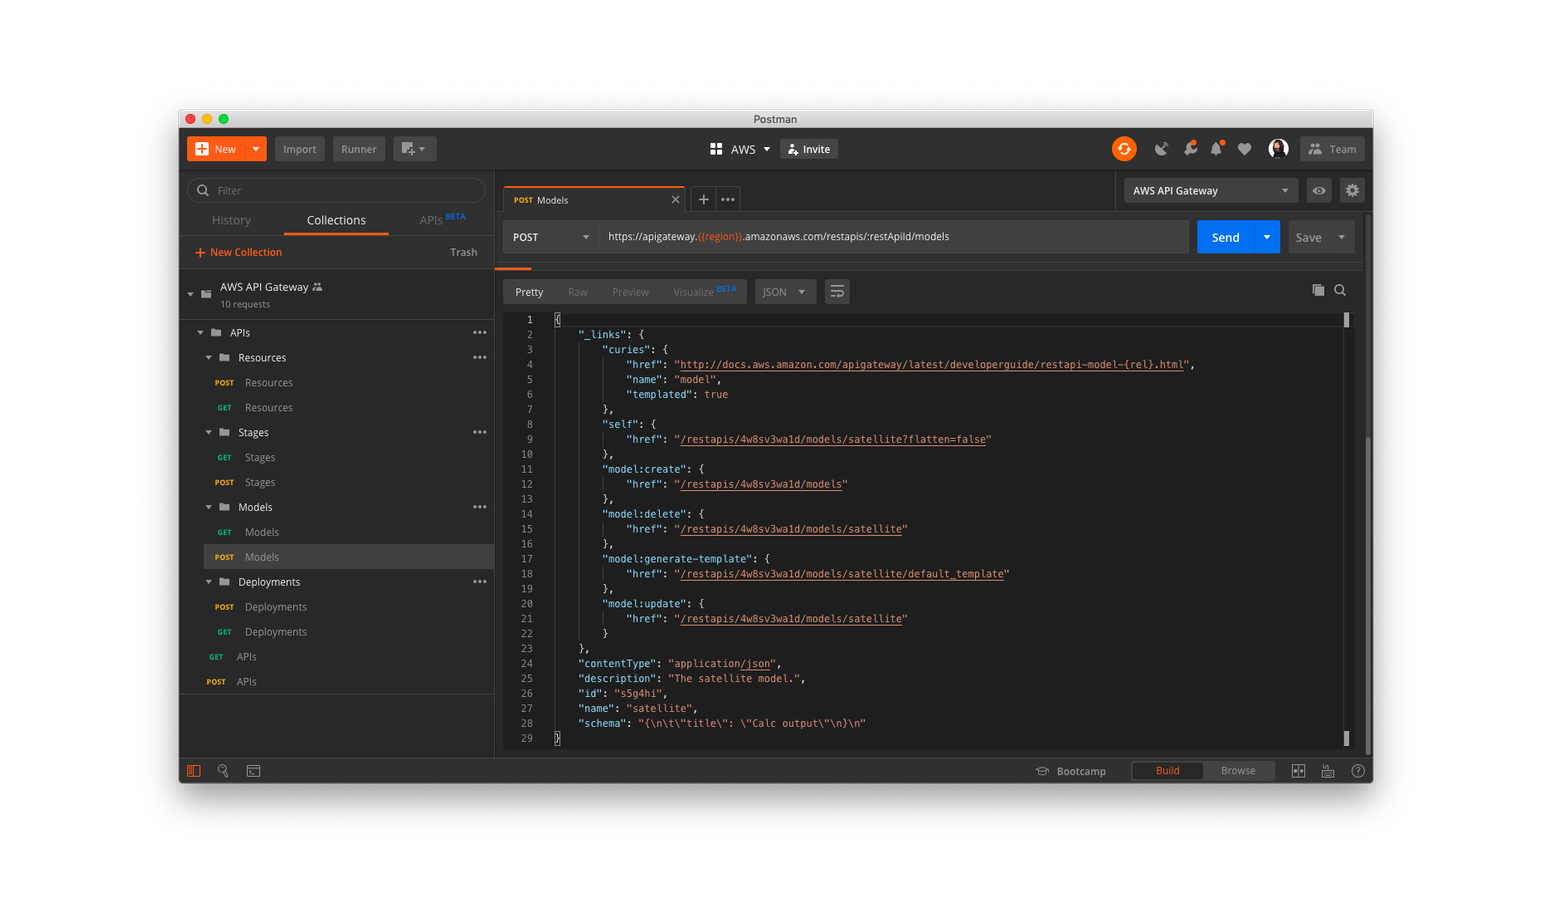 Postman
New
Import
Runner
AWS
Invite
Team
Filter
History
Collections
APIs BETA
New Collection
Trash
AWS API Gateway
10 requests
APIs
Resources
POST Resources
GET Resources
Stages
GET Stages
POST Stages
Models
GET Models
POST Models
Deployments
POST Deployments
GET Deployments
GET APIs
POST APIs
POST Models
AWS API Gateway
POST
https://apigateway.{{region}}.amazonaws.com/restapis/:restApiId/models
Send
Save
Pretty
Raw
Preview
Visualize BETA
JSON
1 {
2 "_links": {
3 "curies": {
4 "href": "http://docs.aws.amazon.com/apigateway/latest/developerguide/restapi-model-{rel}.html",
5 "name": "model",
6 "templated": true
7 },
8 "self": {
9 "href": "/restapis/4w8sv3wa1d/models/satellite?flatten=false"
10 },
11 "model:create": {
12 "href": "/restapis/4w8sv3wa1d/models"
13 },
14 "model:delete": {
15 "href": "/restapis/4w8sv3wa1d/models/satellite"
16 },
17 "model:generate-template": {
18 "href": "/restapis/4w8sv3wa1d/models/satellite/default_template"
19 },
20 "model:update": {
21 "href": "/restapis/4w8sv3wa1d/models/satellite"
22 }
23 },
24 "contentType": "application/json",
25 "description": "The satellite model.",
26 "id": "s5g4hi",
27 "name": "satellite",
28 "schema": "{\n\t\"title\": \"Calc output\"\n}\n"
29 }
Bootcamp
Build
Browse